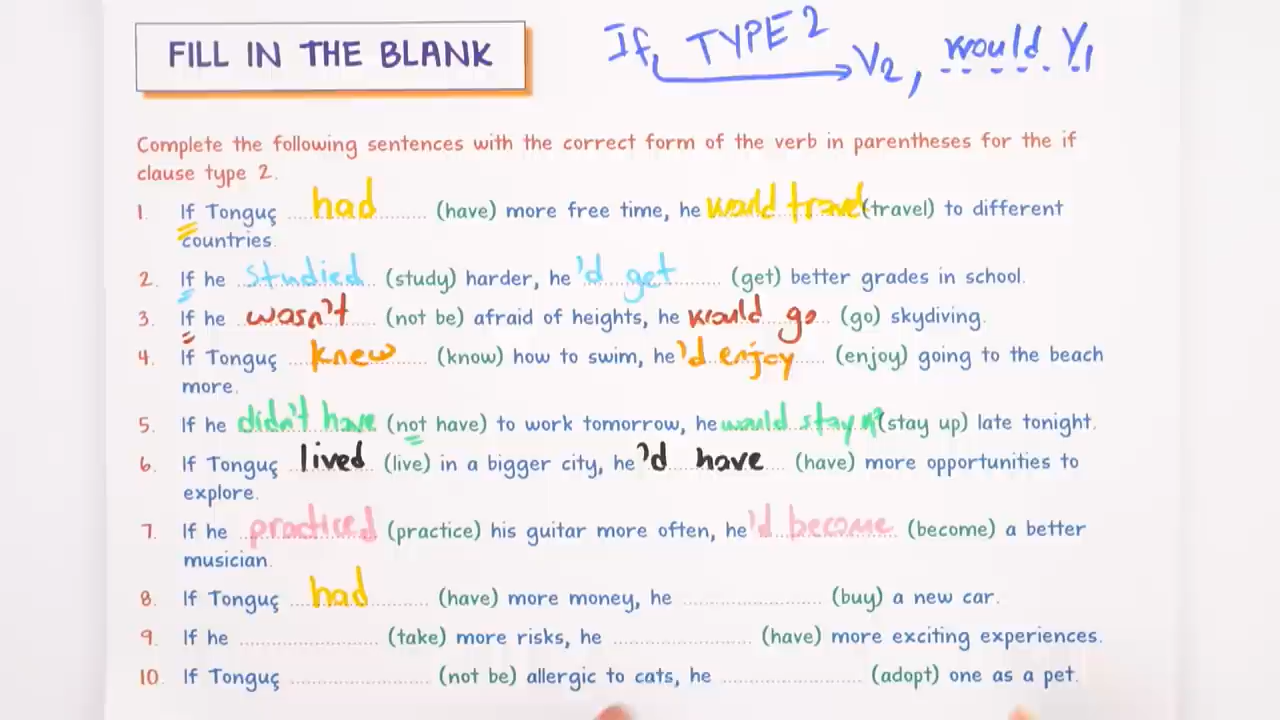 FILL IN THE BLANK
If, TYPE 2 V2, would V1
Complete the following sentences with the correct form of the verb in parentheses for the if
clause type 2.
1. If Tonguç ....had.... (have) more free time, he would travel (travel) to different
countries.
2. If he studied (study) harder, he 'd get (get) better grades in school.
3. If he wasn't (not be) afraid of heights, he would go (go) skydiving.
4. If Tonguç knew (know) how to swim, he 'd enjoy (enjoy) going to the beach
more.
5. If he didn't have (not have) to work tomorrow, he would stay up (stay up) late tonight.
6. If Tonguç lived (live) in a bigger city, he 'd have (have) more opportunities to
explore.
7. If he practiced (practice) his guitar more often, he 'd become (become) a better
musician.
8. If Tonguç had (have) more money, he .................... (buy) a new car.
9. If he .................... (take) more risks, he .................... (have) more exciting experiences.
10. If Tonguç .................... (not be) allergic to cats, he .................... (adopt) one as a pet.